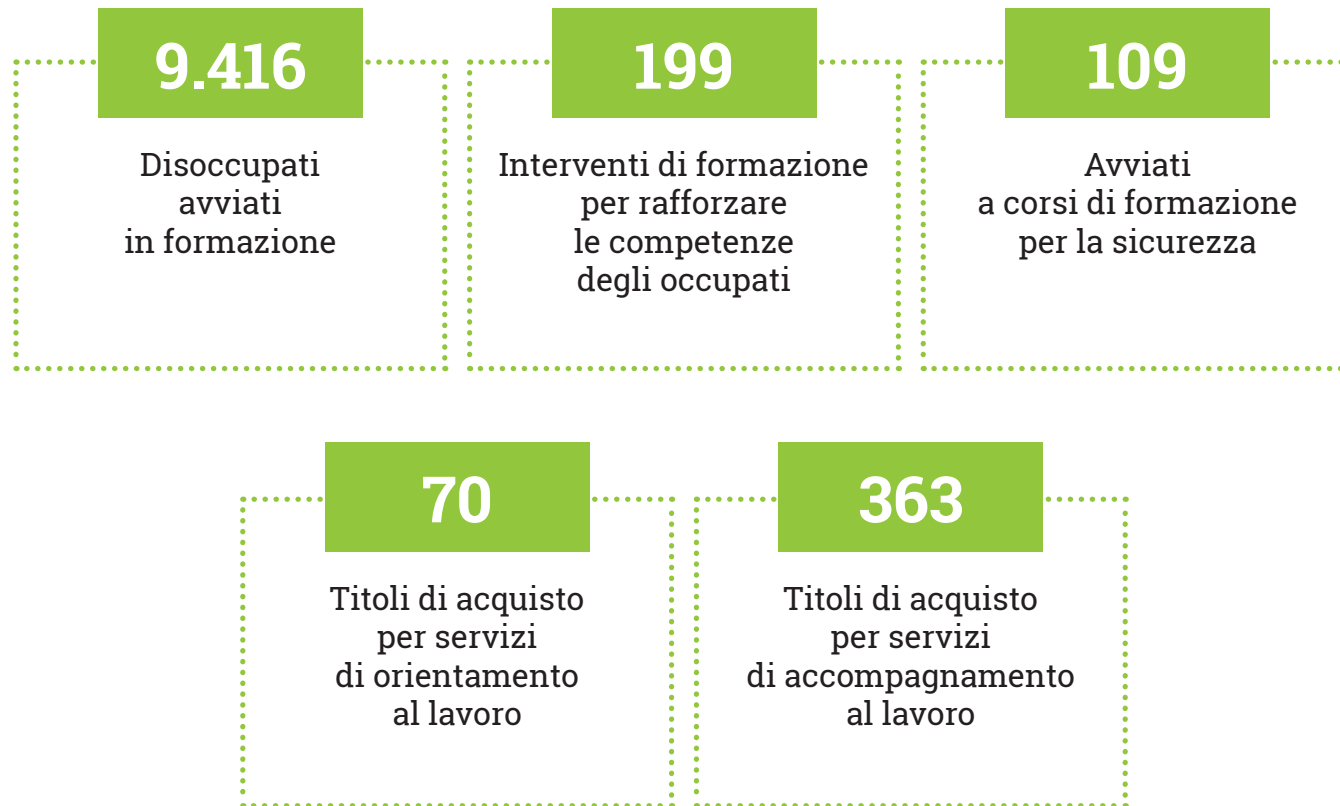 9.416
Disoccupati
avviati
in formazione
199
Interventi di formazione
per rafforzare
le competenze
degli occupati
109
Avviati
a corsi di formazione
per la sicurezza
70
Titoli di acquisto
per servizi
di orientamento
al lavoro
363
Titoli di acquisto
per servizi
di accompagnamento
al lavoro